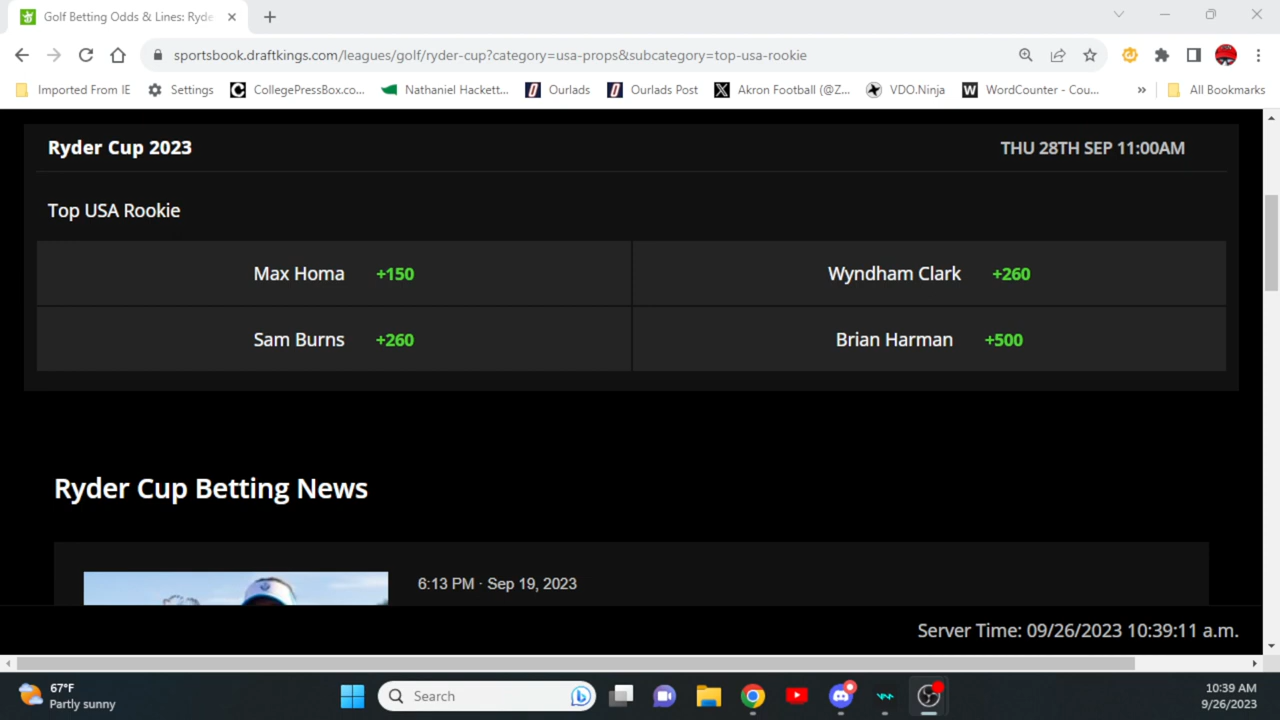 Golf Betting Odds & Lines: Ryde
sportsbook.draftkings.com/leagues/golf/ryder-cup?category=usa-props&subcategory=top-usa-rookie
Imported From IE Settings CollegePressBox.co... Nathaniel Hackett... Ourlads Ourlads Post Akron Football (@Z... VDO.Ninja WordCounter - Cou... » All Bookmarks
Ryder Cup 2023 THU 28TH SEP 11:00AM
Top USA Rookie
Max Homa +150 Wyndham Clark +260
Sam Burns +260 Brian Harman +500
Ryder Cup Betting News
6:13 PM · Sep 19, 2023
Server Time: 09/26/2023 10:39:11 a.m.
67°F
Partly sunny
Search
10:39 AM
9/26/2023